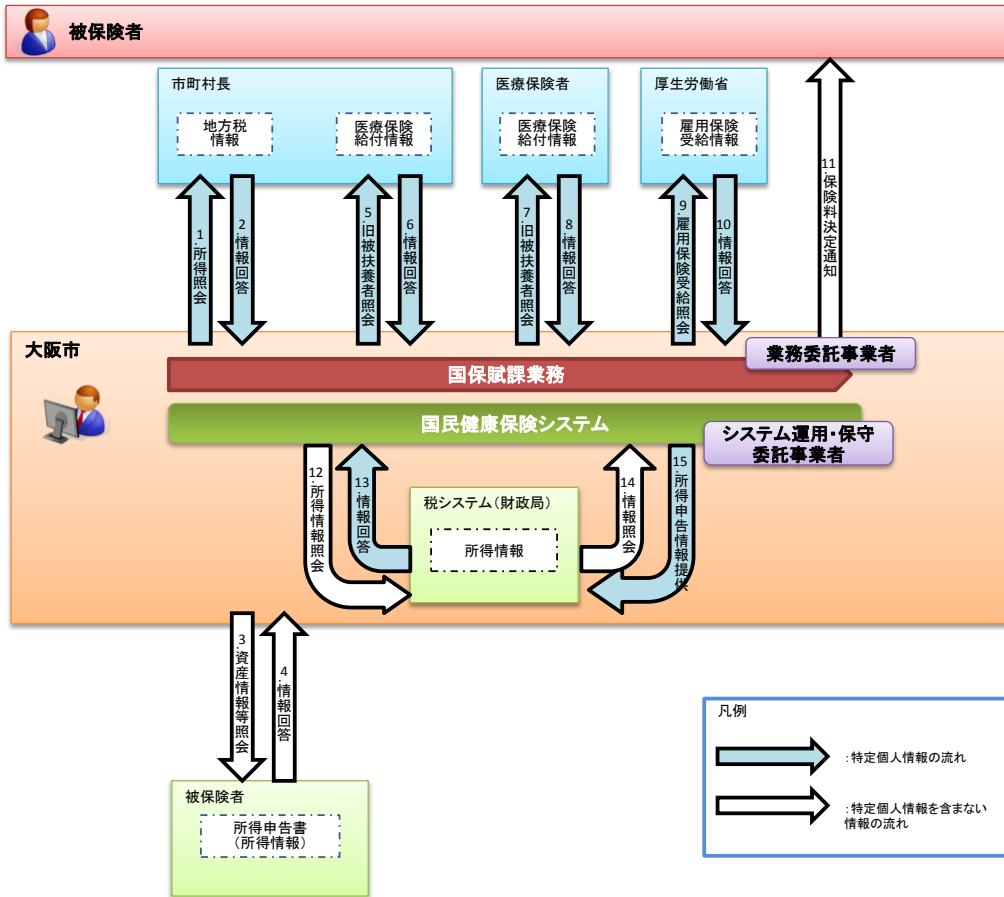 被保険者
市町村長
地方税
情報
医療保険
給付情報
医療保険者
医療保険
給付情報
厚生労働省
雇用保険
受給情報
1.所得照会
2.情報回答
5.旧被扶養者照会
6.情報回答
7.旧被扶養者照会
8.情報回答
9.雇用保険受給照会
10.情報回答
11.保険料決定通知
大阪市
業務委託事業者
国保賦課業務
国民健康保険システム
システム運用・保守
委託事業者
12.所得情報照会
13.情報回答
税システム(財政局)
所得情報
14.情報照会
15.所得申告情報提供
3.資産情報等照会
4.情報回答
被保険者
所得申告書
(所得情報)
凡例
:特定個人情報の流れ
:特定個人情報を含まない
情報の流れ